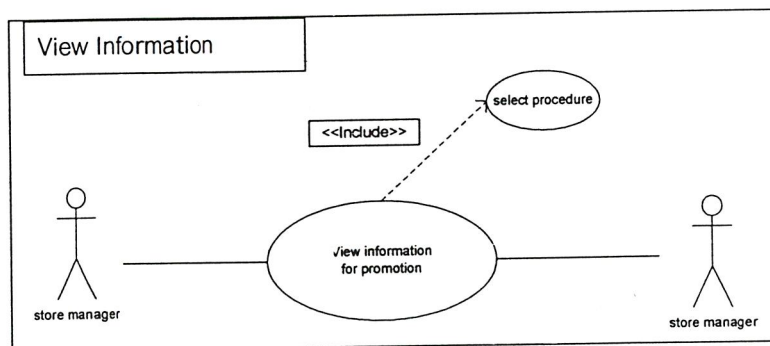 View Information
select procedure
<<Include>>
View information
for promotion
store manager
store manager